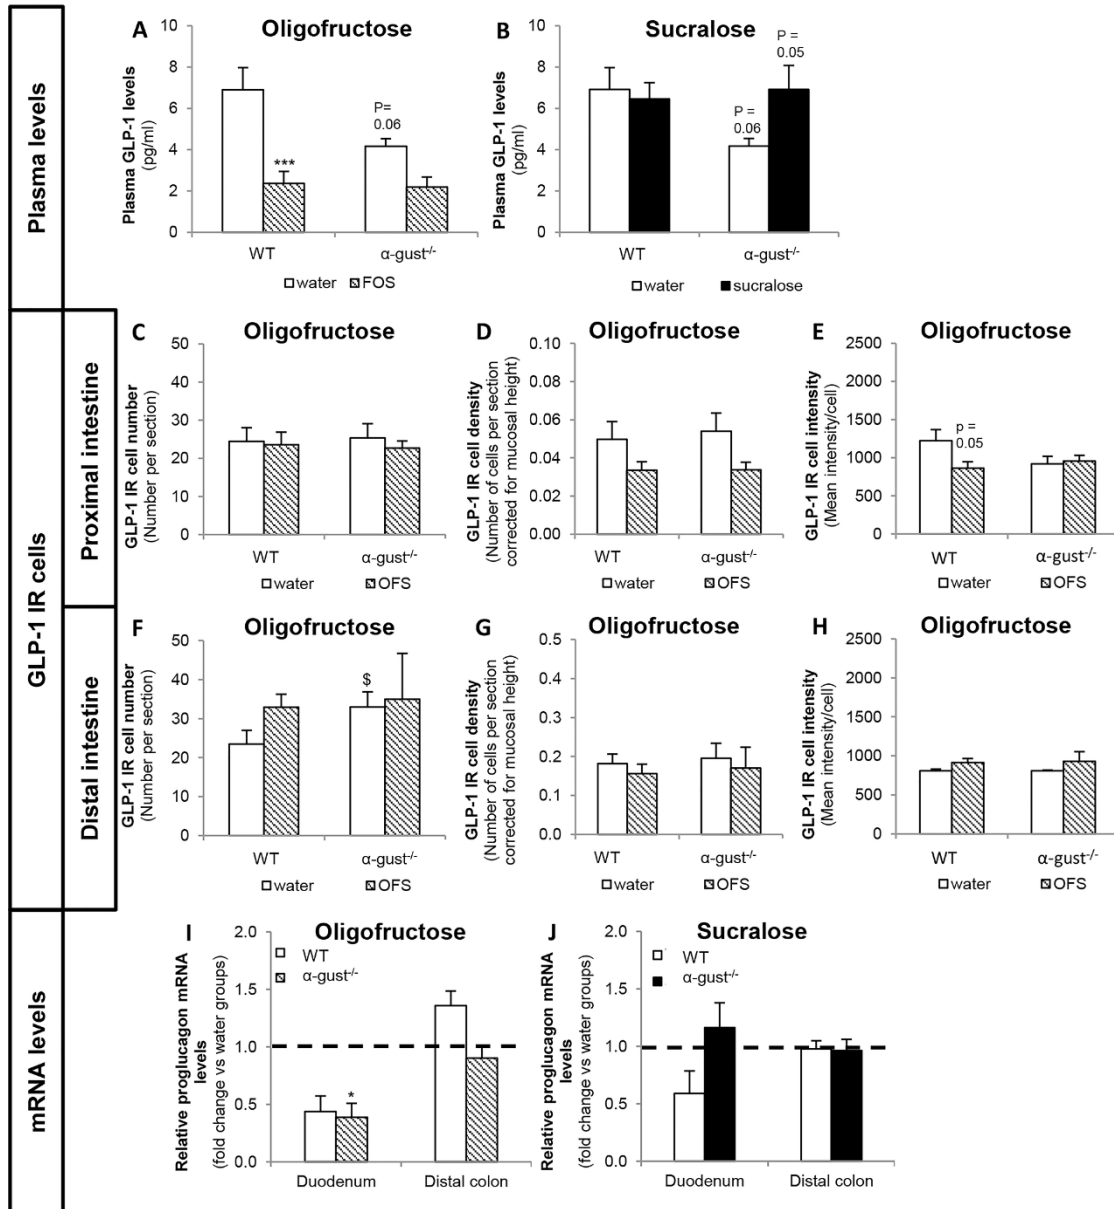 Plasma levels
A
Oligofructose
Plasma GLP-1 levels
(pg/ml)
10
8
6
4
2
0
***
P=
0.06
WT
α-gust-/-
water
FOS
B
Sucralose
Plasma GLP-1 levels
(pg/ml)
10
8
6
4
2
0
P =
0.06
P =
0.05
WT
α-gust-/-
water
sucralose
GLP-1 IR cells
Proximal intestine
C
Oligofructose
GLP-1 IR cell number
(Number per section)
50
40
30
20
10
0
WT
α-gust-/-
water
OFS
D
Oligofructose
GLP-1 IR cell density
(Number of cells per section
corrected for mucosal height)
0.10
0.08
0.06
0.04
0.02
0.00
WT
α-gust-/-
water
OFS
E
Oligofructose
GLP-1 IR cell intensity
(Mean intensity/cell)
2500
2000
1500
1000
500
0
p =
0.05
WT
α-gust-/-
water
OFS
Distal intestine
F
Oligofructose
GLP-1 IR cell number
(Number per section)
50
40
30
20
10
0
$
WT
α-gust-/-
water
OFS
G
Oligofructose
GLP-1 IR cell density
(Number of cells per section
corrected for mucosal height)
0.5
0.4
0.3
0.2
0.1
0.0
WT
α-gust-/-
water
OFS
H
Oligofructose
GLP-1 IR cell intensity
(Mean intensity/cell)
2500
2000
1500
1000
500
0
WT
α-gust-/-
water
OFS
mRNA levels
I
Oligofructose
Relative proglucagon mRNA
levels
(fold change vs water groups)
2.0
1.5
1.0
0.5
0.0
WT
α-gust-/-
*
Duodenum
Distal colon
J
Sucralose
Relative proglucagon mRNA
levels
(fold change vs water groups)
2.0
1.5
1.0
0.5
0.0
WT
α-gust-/-
Duodenum
Distal colon